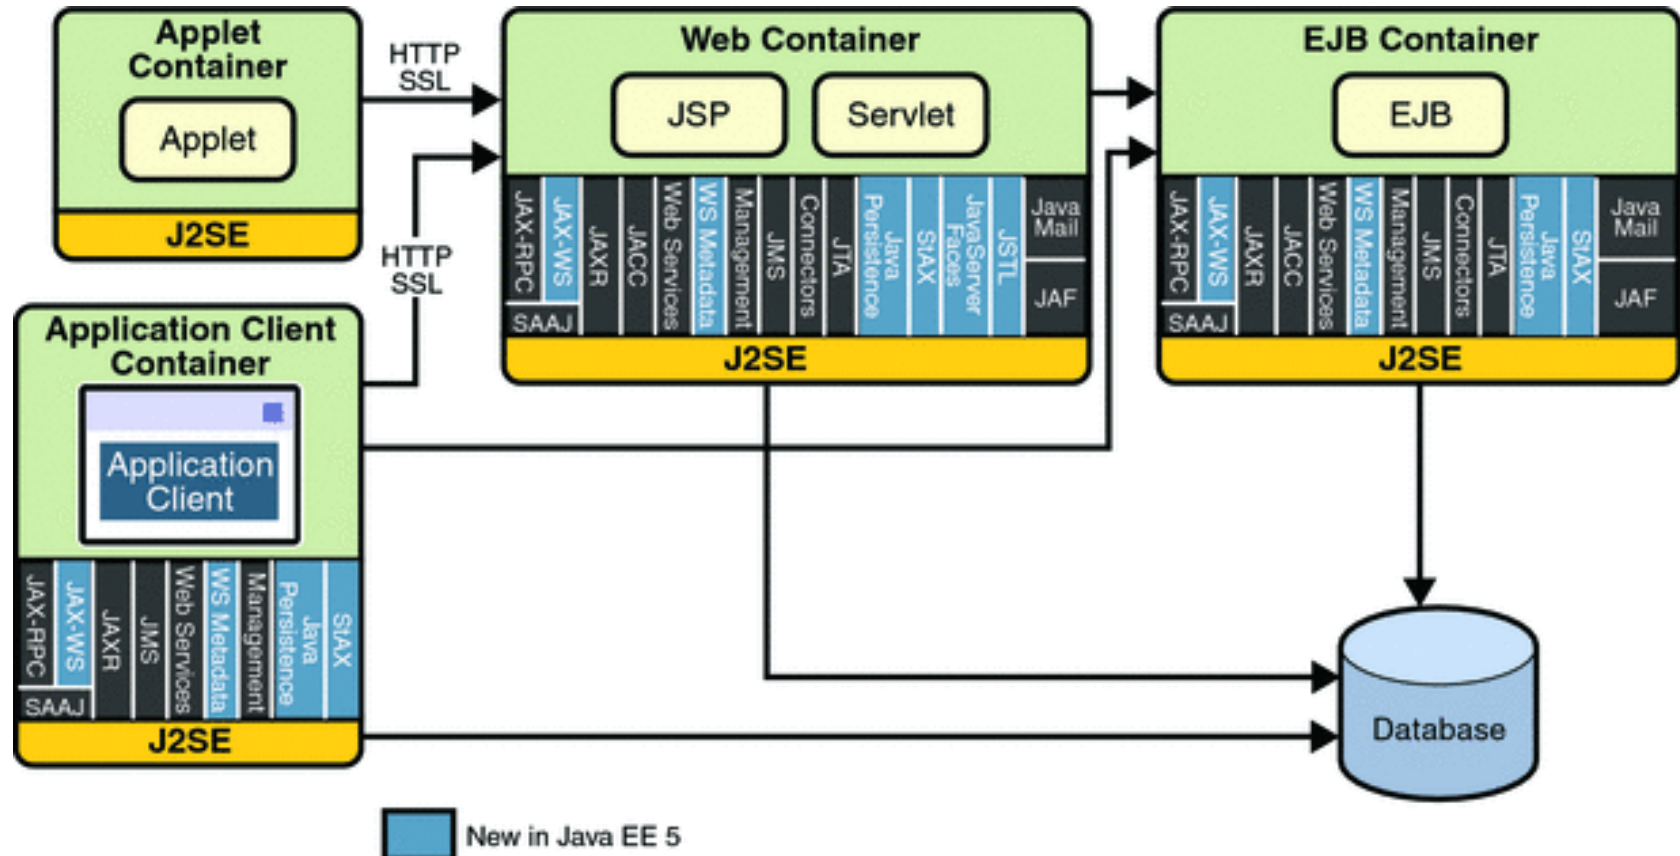 Applet
Container
Applet
J2SE
HTTP
SSL
HTTP
SSL
Web Container
JSP
Servlet
JAX-RPC
JAX-WS
SAAJ
JAXR
JACC
Web Services
WS Metadata
Management
JMS
Connectors
JTA
Java
Persistence
StAX
JavaServer
Faces
JSTL
Java
Mail
JAF
J2SE
EJB Container
EJB
JAX-RPC
JAX-WS
SAAJ
JAXR
JACC
Web Services
WS Metadata
Management
JMS
Connectors
JTA
Java
Persistence
StAX
Java
Mail
JAF
J2SE
Application Client
Container
Application
Client
JAX-RPC
JAX-WS
SAAJ
JAXR
JMS
Web Services
WS Metadata
Management
Java
Persistence
StAX
J2SE
Database
New in Java EE 5